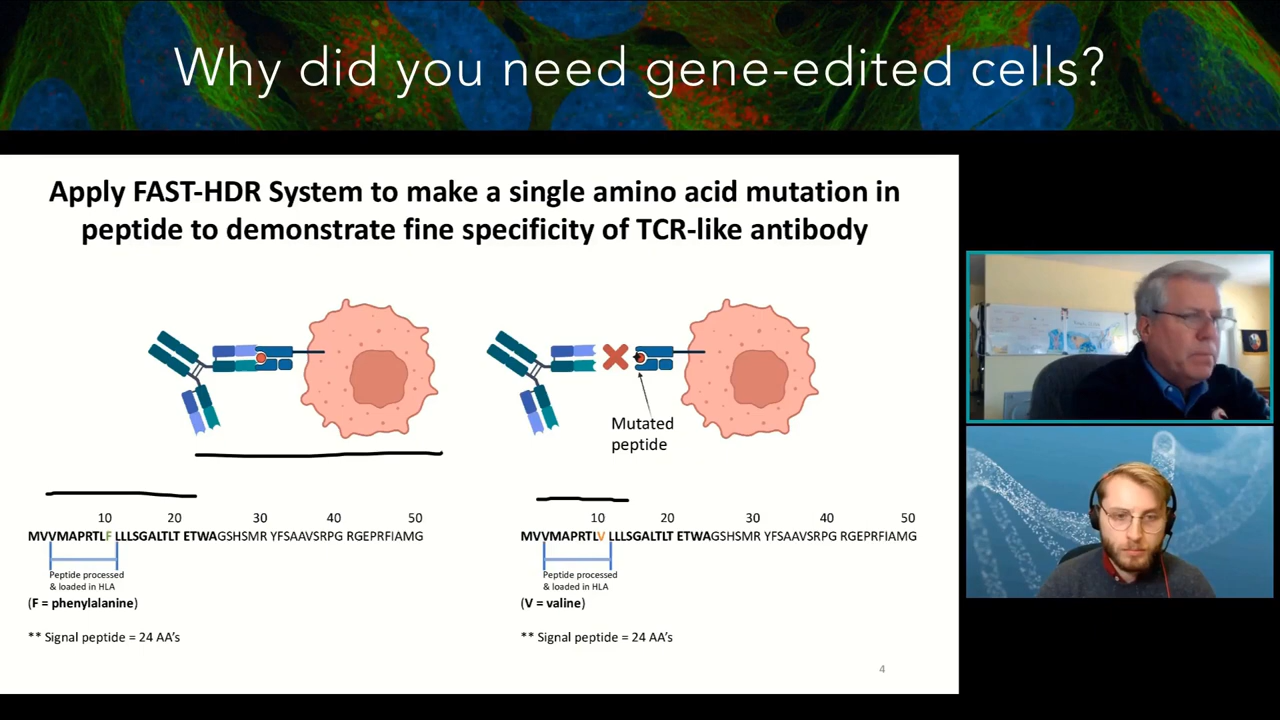 Why did you need gene-edited cells?
Apply FAST-HDR System to make a single amino acid mutation in
peptide to demonstrate fine specificity of TCR-like antibody
Mutated
peptide
10 20 30 40 50
MVVMAPRTLF LLLSGALTLT ETWAGSHSMR YFSAAVSRPG RGEPRFIAMG
Peptide processed
& loaded in HLA
(F = phenylalanine)
** Signal peptide = 24 AA's
10 20 30 40 50
MVVMAPRTLV LLLSGALTLT ETWAGSHSMR YFSAAVSRPG RGEPRFIAMG
Peptide processed
& loaded in HLA
(V = valine)
** Signal peptide = 24 AA's
4